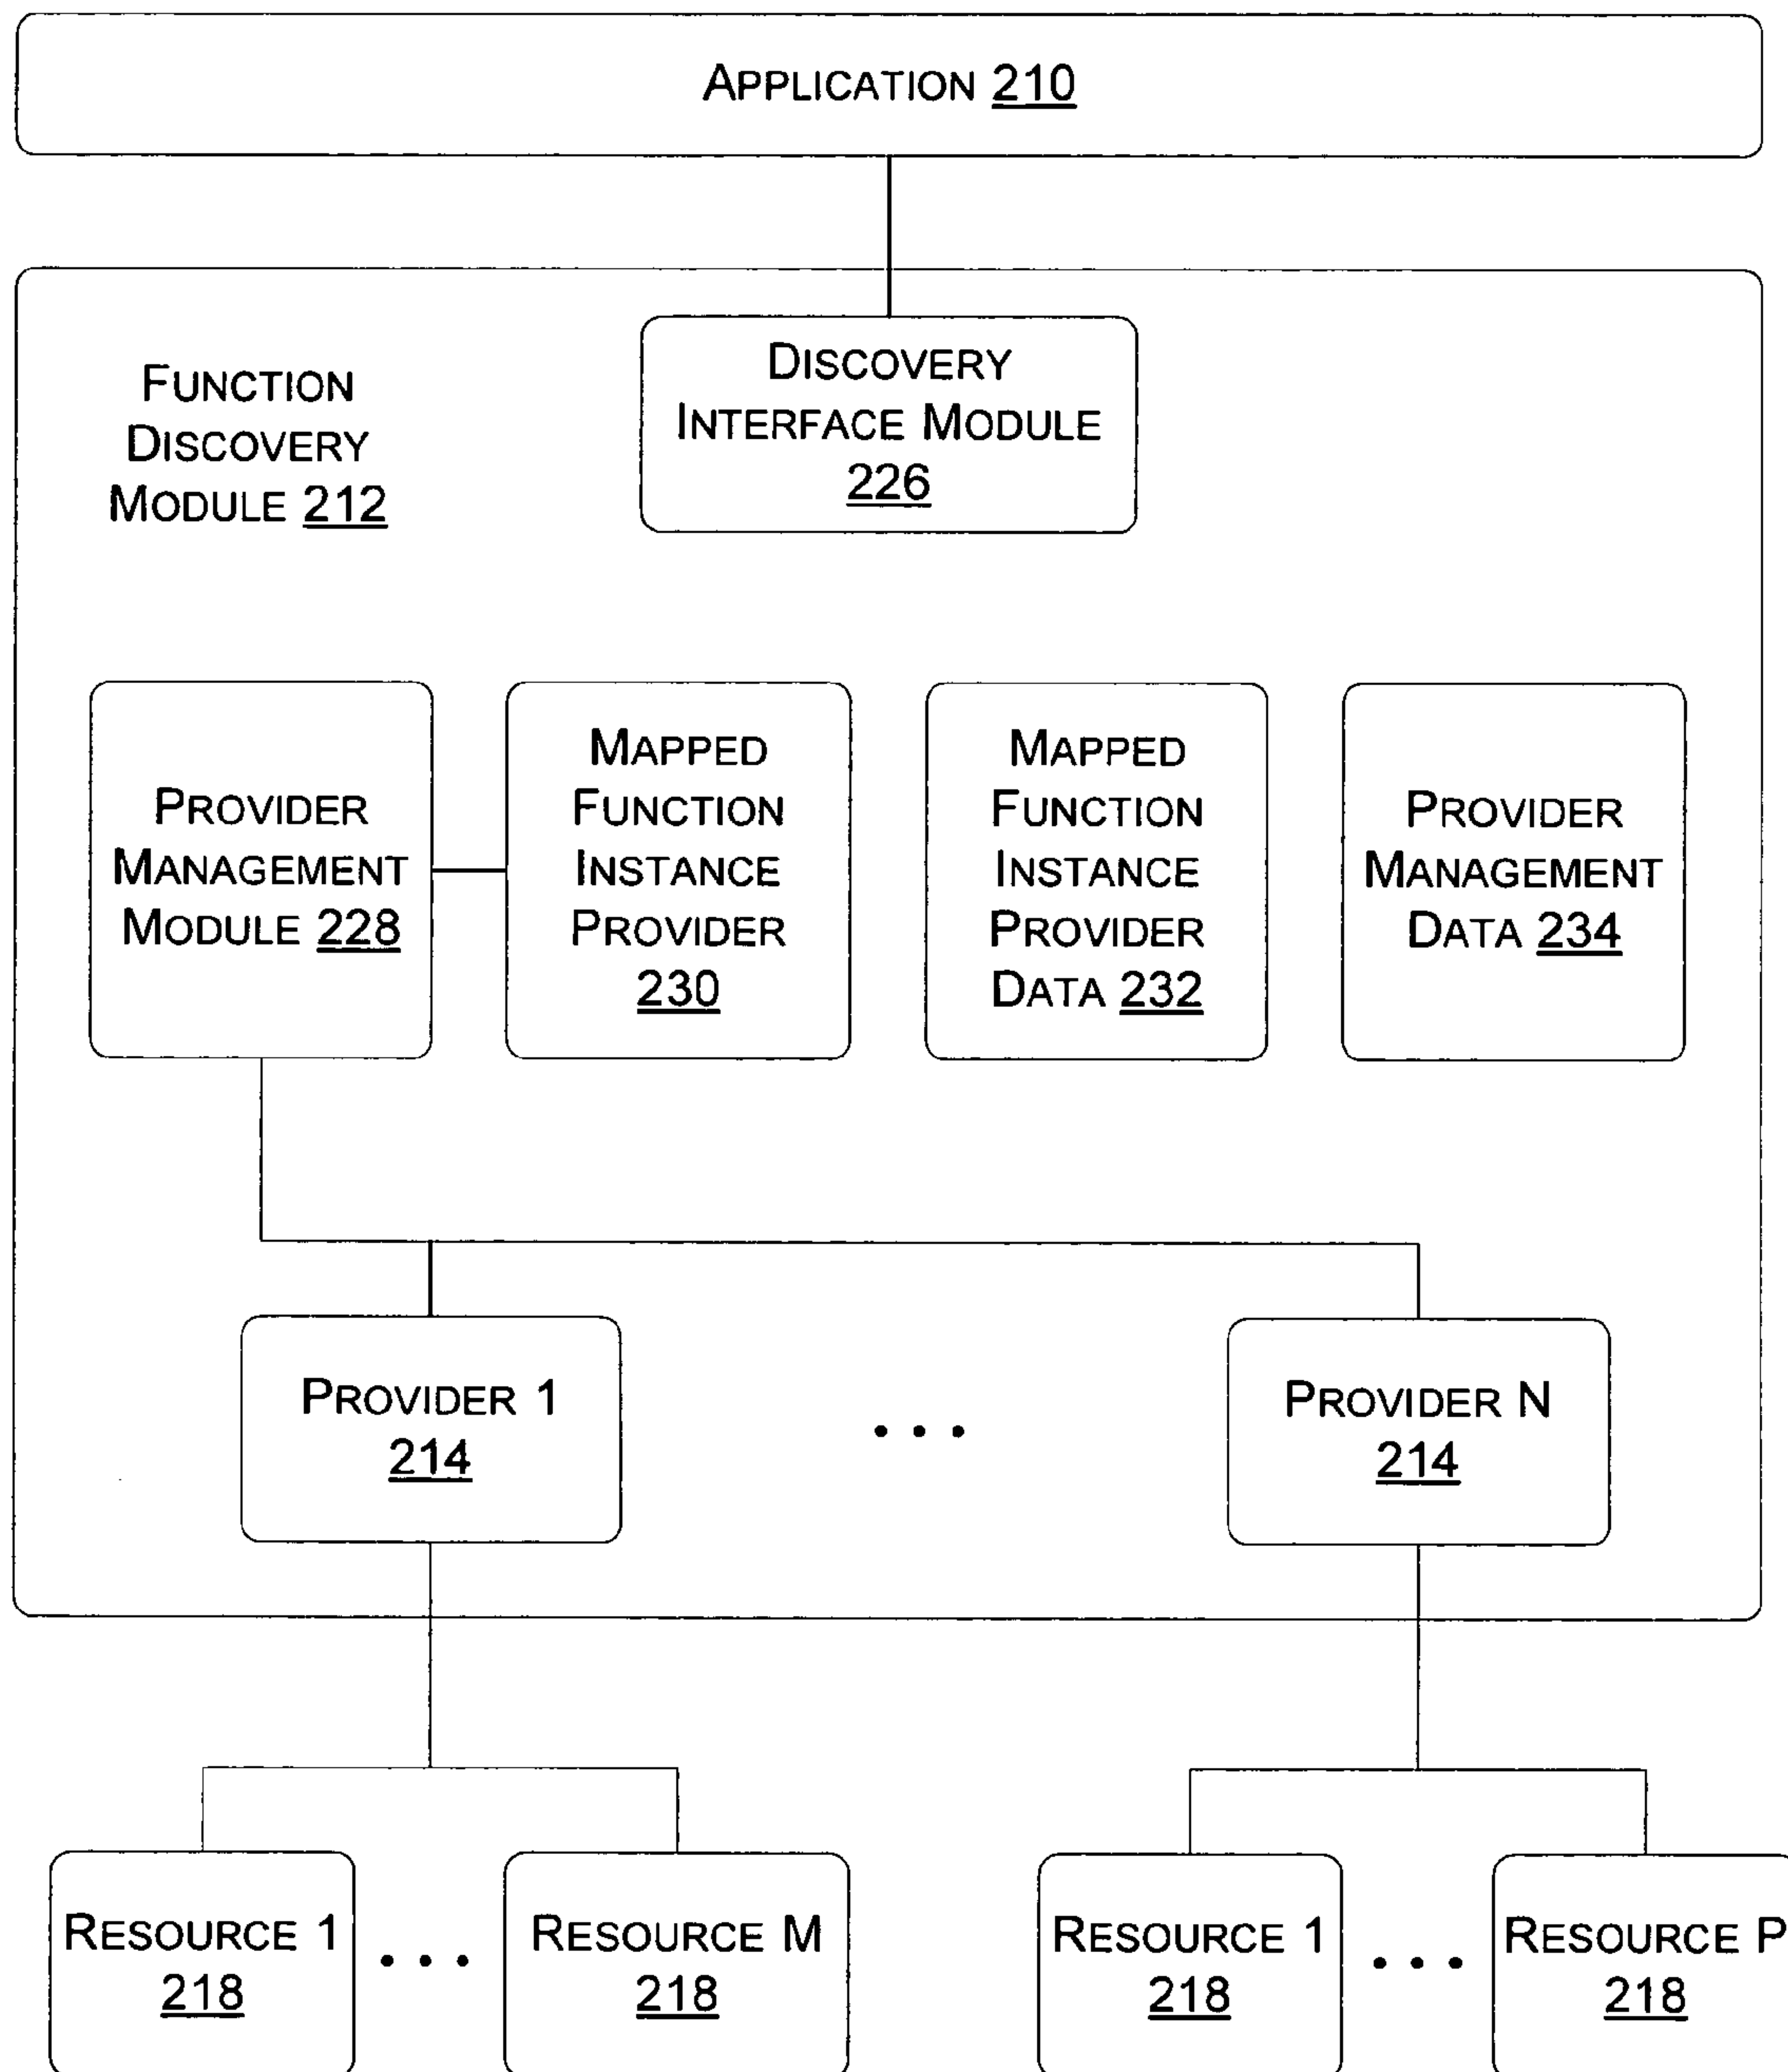 APPLICATION 210
FUNCTION
DISCOVERY
MODULE 212
DISCOVERY
INTERFACE MODULE
226
PROVIDER
MANAGEMENT
MODULE 228
MAPPED
FUNCTION
INSTANCE
PROVIDER
230
MAPPED
FUNCTION
INSTANCE
PROVIDER
DATA 232
PROVIDER
MANAGEMENT
DATA 234
PROVIDER 1
214
• • •
PROVIDER N
214
RESOURCE 1
218
• • •
RESOURCE M
218
RESOURCE 1
218
• • •
RESOURCE P
218